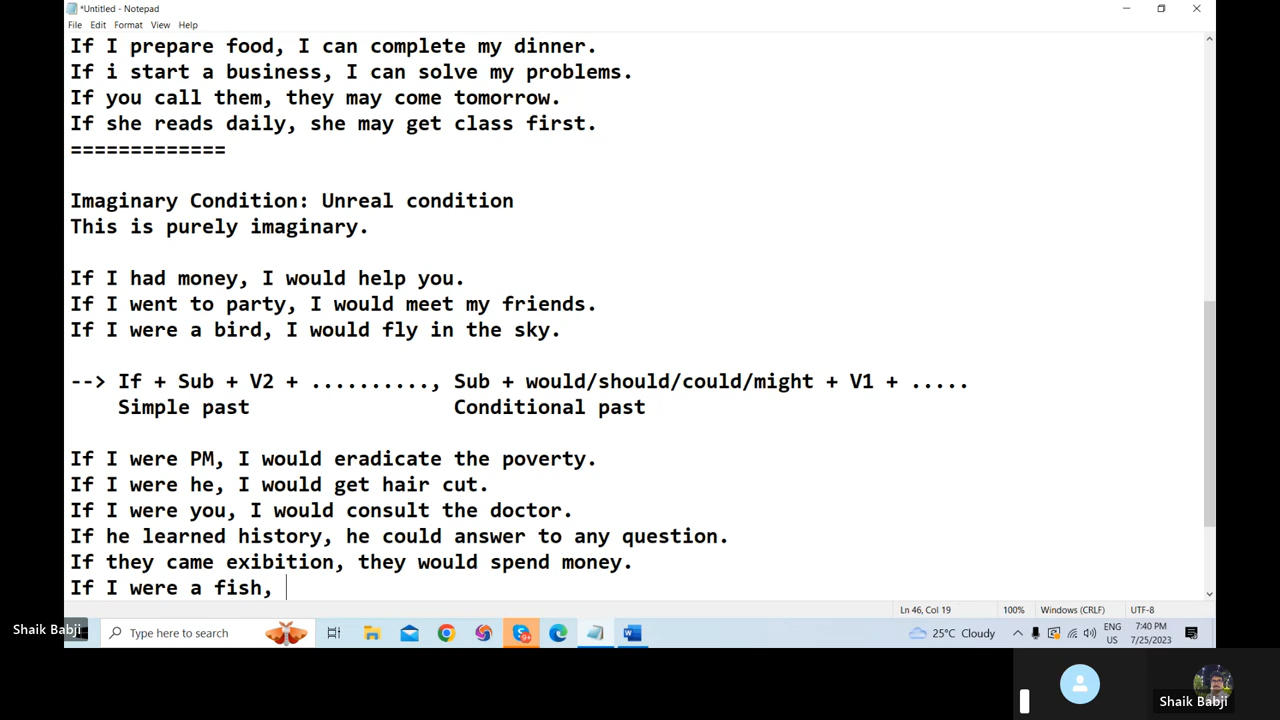 *Untitled - Notepad
File Edit Format View Help
If I prepare food, I can complete my dinner.
If i start a business, I can solve my problems.
If you call them, they may come tomorrow.
If she reads daily, she may get class first.
=============
Imaginary Condition: Unreal condition
This is purely imaginary.
If I had money, I would help you.
If I went to party, I would meet my friends.
If I were a bird, I would fly in the sky.
--> If + Sub + V2 + .........., Sub + would/should/could/might + V1 + .....
Simple past Conditional past
If I were PM, I would eradicate the poverty.
If I were he, I would get hair cut.
If I were you, I would consult the doctor.
If he learned history, he could answer to any question.
If they came exibition, they would spend money.
If I were a fish,
Ln 46, Col 19 100% Windows (CRLF) UTF-8
Shaik Babji
Type here to search
25°C Cloudy
ENG
US
7:40 PM
7/25/2023
Shaik Babji